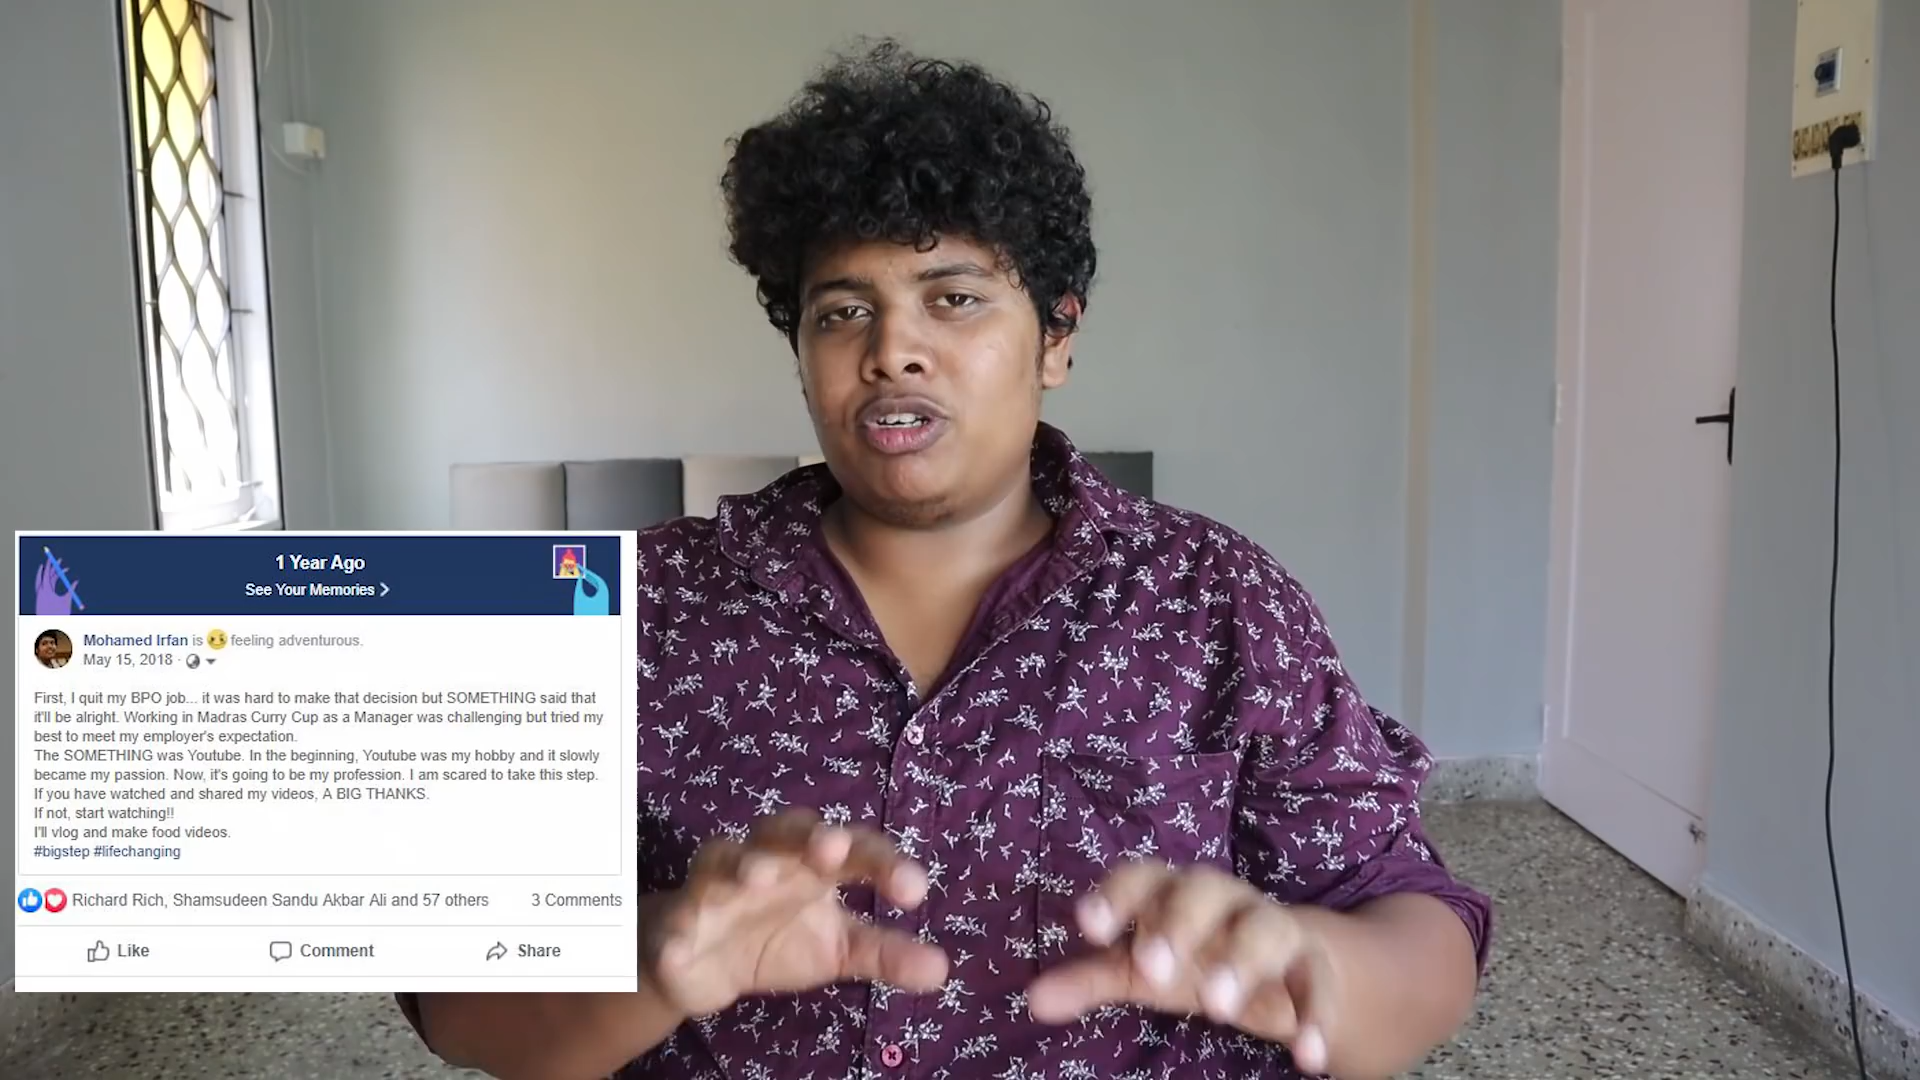 1 Year Ago
See Your Memories
Mohamed Irfan is feeling adventurous.
May 15, 2018
First, I quit my BPO job... it was hard to make that decision but SOMETHING said that
it'll be alright. Working in Madras Curry Cup as a Manager was challenging but tried my
best to meet my employer's expectation.
The SOMETHING was Youtube. In the beginning, Youtube was my hobby and it slowly
became my passion. Now, it's going to be my profession. I am scared to take this step.
If you have watched and shared my videos, A BIG THANKS.
If not, start watching!!
I'll vlog and make food videos.
#bigstep #lifechanging
Richard Rich, Shamsudeen Sandu Akbar Ali and 57 others 3 Comments
Like Comment Share